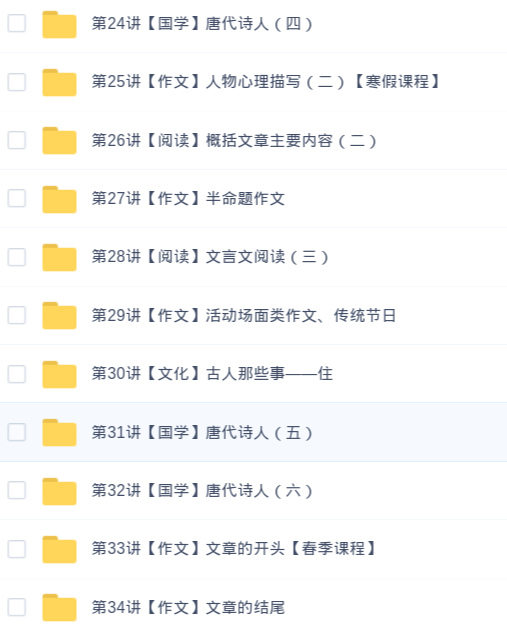 第24讲【国学】唐代诗人（四）
第25讲【作文】人物心理描写（二）【寒假课程】
第26讲【阅读】概括文章主要内容（二）
第27讲【作文】半命题作文
第28讲【阅读】文言文阅读（三）
第29讲【作文】活动场面类作文、传统节日
第30讲【文化】古人那些事——住
第31讲【国学】唐代诗人（五）
第32讲【国学】唐代诗人（六）
第33讲【作文】文章的开头【春季课程】
第34讲【作文】文章的结尾